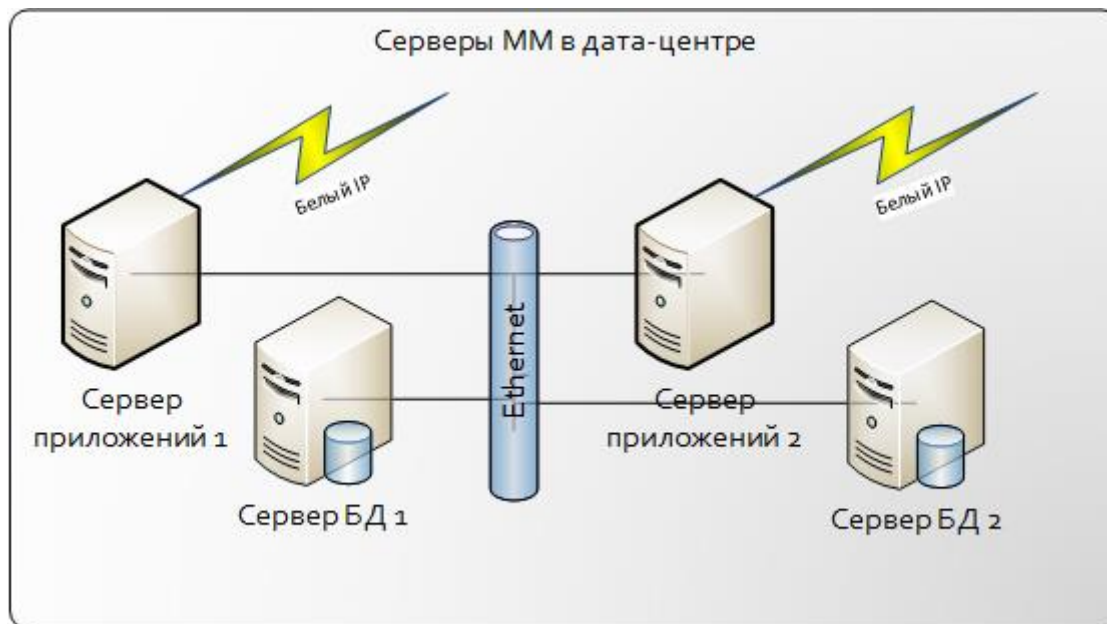 Серверы ММ в дата-центре
Белый IP
Белый IP
Ethernet
Сервер
приложений 1
Сервер
приложений 2
Сервер БД 1
Сервер БД 2